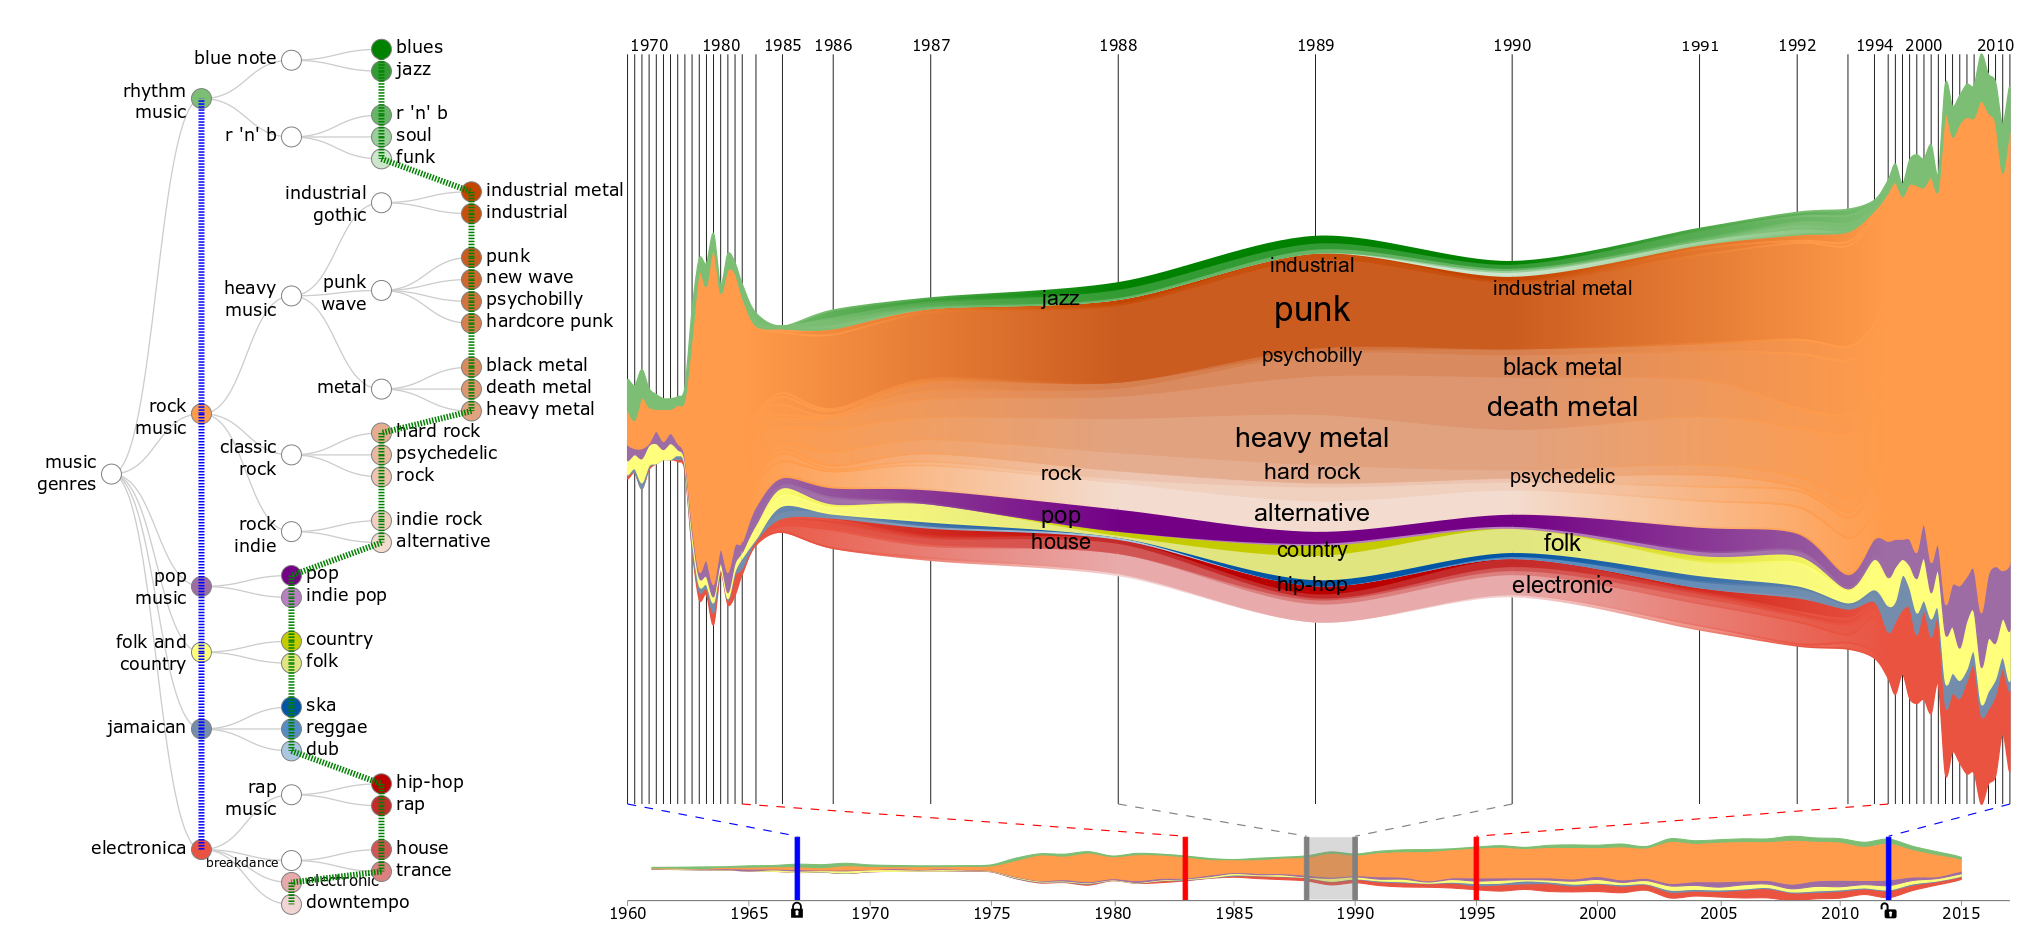 1970 1980 1985 1986 1987 1988 1989 1990 1991 1992 1994 2000 2010
blue note
blues
jazz
rhythm
music
r 'n' b
r 'n' b
soul
funk
industrial
gothic
industrial metal
industrial
heavy
music
punk
wave
punk
new wave
psychobilly
hardcore punk
metal
black metal
death metal
heavy metal
rock
music
classic
rock
hard rock
psychedelic
rock
music
genres
rock
indie
indie rock
alternative
pop
music
pop
indie pop
folk and
country
country
folk
jamaican
ska
reggae
dub
rap
music
hip-hop
rap
electronica
breakdance
house
trance
electronic
downtempo
jazz
industrial
industrial metal
punk
psychobilly
black metal
death metal
heavy metal
rock
hard rock
psychedelic
pop
alternative
house
country
folk
hip-hop
electronic
1960 1965 1970 1975 1980 1985 1990 1995 2000 2005 2010 2015